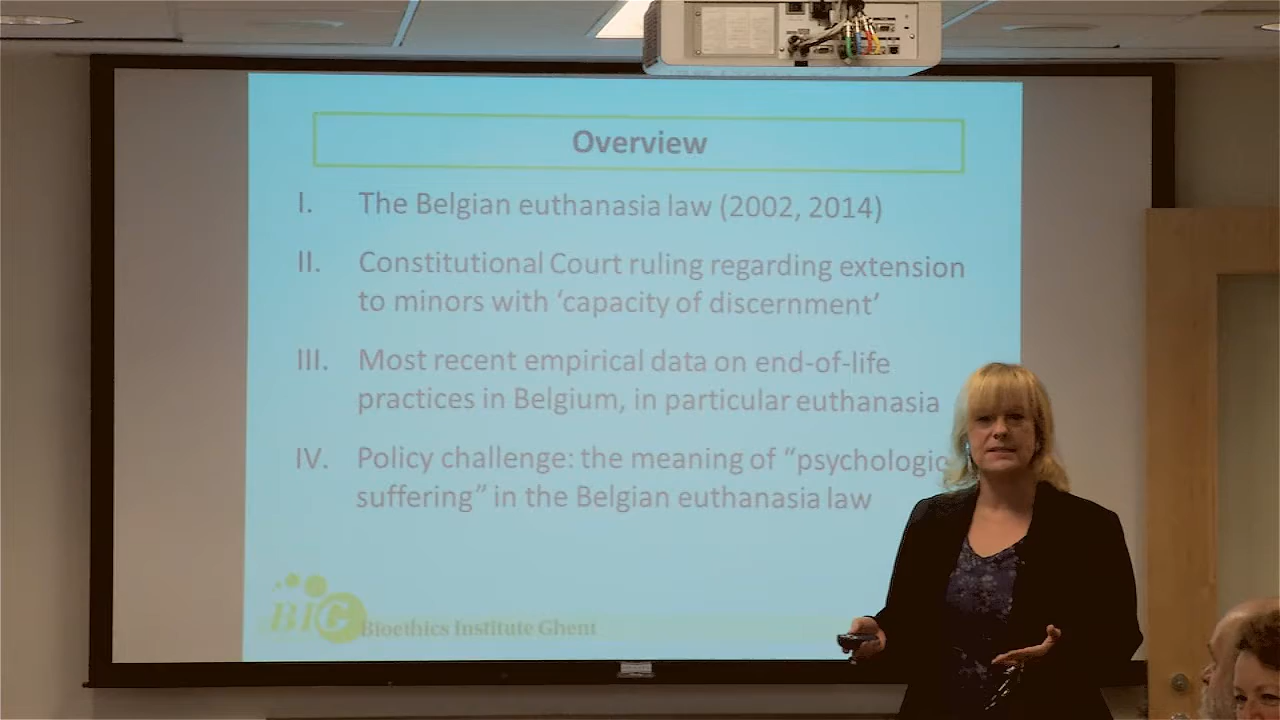 Overview
I. The Belgian euthanasia law (2002, 2014)
II. Constitutional Court ruling regarding extension
to minors with ‘capacity of discernment’
III. Most recent empirical data on end-of-life
practices in Belgium, in particular euthanasia
IV. Policy challenge: the meaning of “psychologic
suffering” in the Belgian euthanasia law
BIG Bioethics Institute Ghent